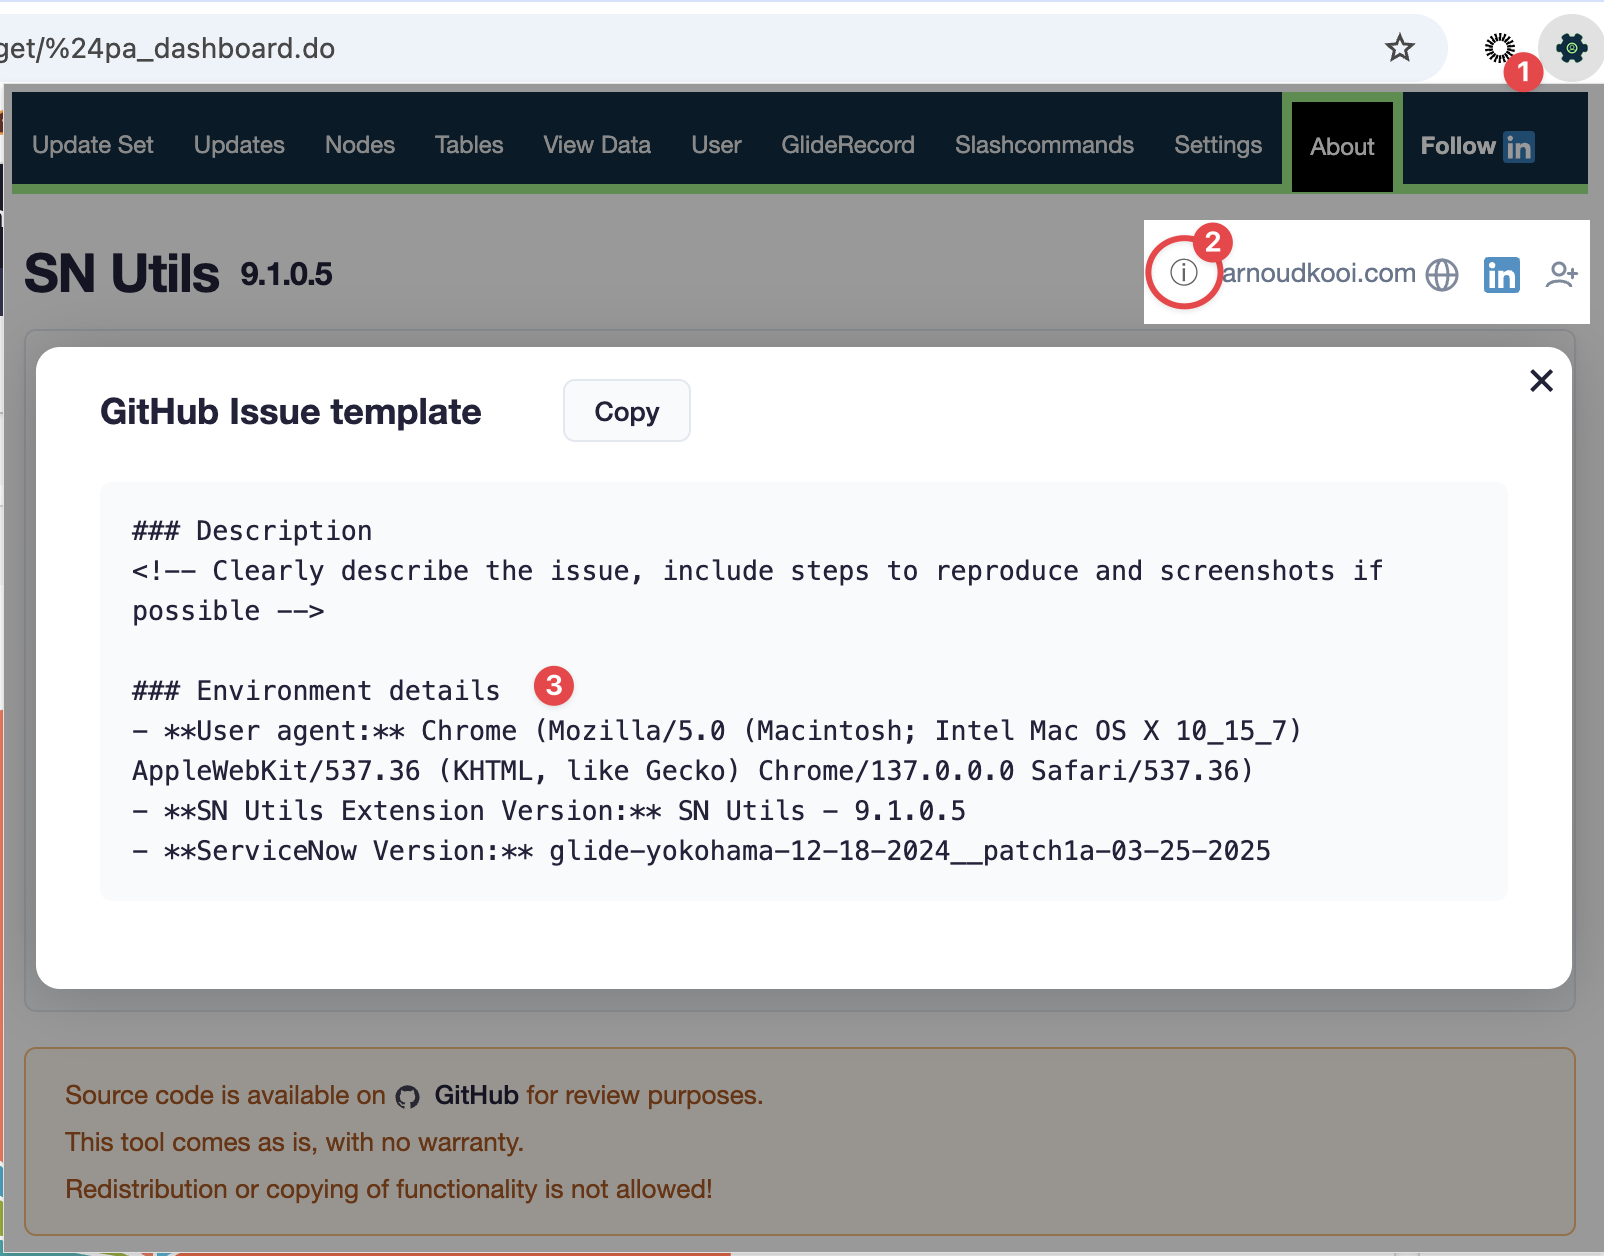 get/%24pa_dashboard.do
1
Update Set Updates Nodes Tables View Data User GlideRecord Slashcommands Settings About Follow in
SN Utils 9.1.0.5
2
arnoudkooi.com in
GitHub Issue template Copy
### Description
<!-- Clearly describe the issue, include steps to reproduce and screenshots if
possible -->
### Environment details 3
- **User agent:** Chrome (Mozilla/5.0 (Macintosh; Intel Mac OS X 10_15_7)
AppleWebKit/537.36 (KHTML, like Gecko) Chrome/137.0.0.0 Safari/537.36)
- **SN Utils Extension Version:** SN Utils - 9.1.0.5
- **ServiceNow Version:** glide-yokohama-12-18-2024__patch1a-03-25-2025
Source code is available on GitHub for review purposes.
This tool comes as is, with no warranty.
Redistribution or copying of functionality is not allowed!